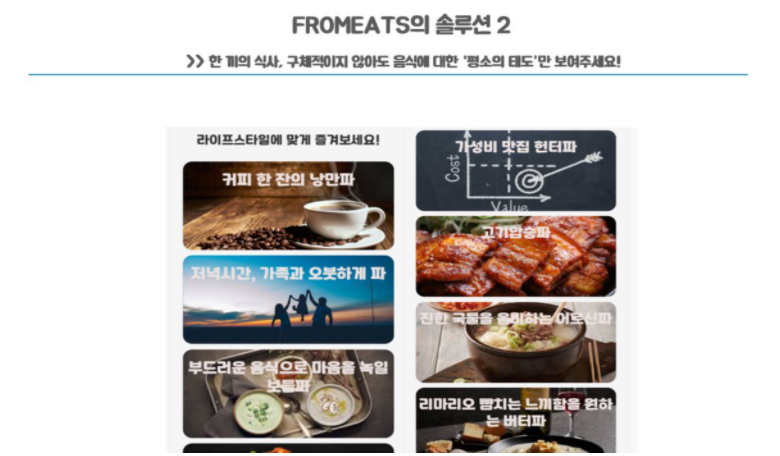 FROMEATS의 솔루션 2
>> 한 끼의 식사, 구체적이지 않아도 음식에 대한 '평소의 태도'만 보여주세요!
라이프스타일에 맞게 즐겨보세요!
커피 한 잔의 낭만파
저녁시간, 가족과 오붓하게 파
부드러운 음식으로 마음을 녹일
보들파
가성비 맛집 헌터파
Cost
Value
고기앞승파
진한 국물을 음미하는 어르신파
리마리오 뺨치는 느끼함을 원하
는 버터파